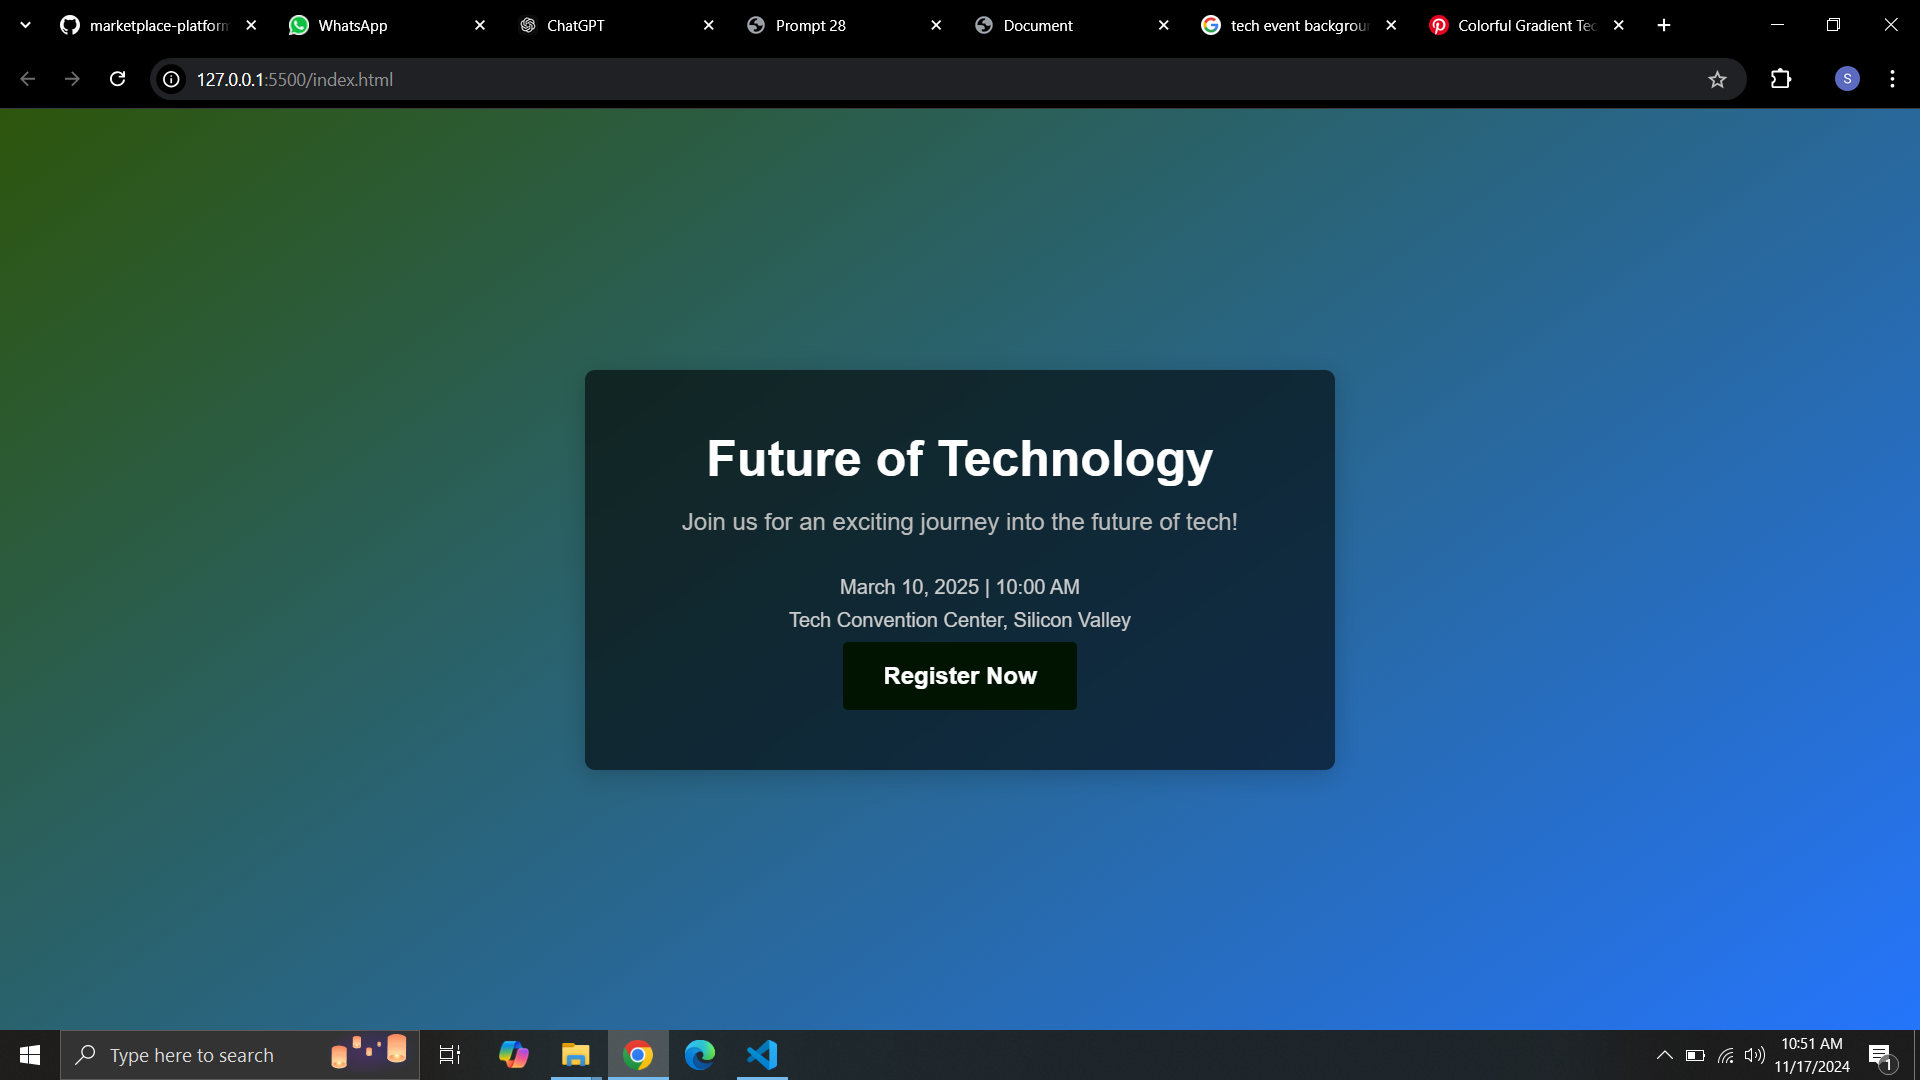 marketplace-platforn
WhatsApp
ChatGPT
Prompt 28
Document
tech event backgrour
Colorful Gradient Tec
127.0.0.1:5500/index.html
S
Future of Technology
Join us for an exciting journey into the future of tech!
March 10, 2025 | 10:00 AM
Tech Convention Center, Silicon Valley
Register Now
Type here to search
10:51 AM
11/17/2024
1